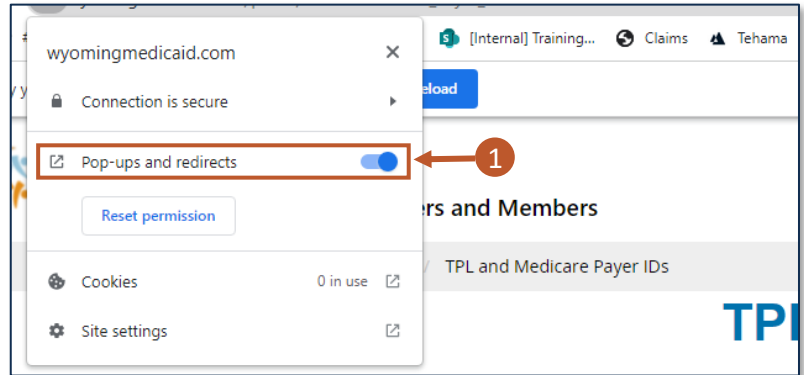 wyomingmedicaid.com
[Internal] Training... Claims Tehama
Connection is secure
eload
Pop-ups and redirects
1
Reset permission
ers and Members
Cookies 0 in use
TPL and Medicare Payer IDs
Site settings
TPL